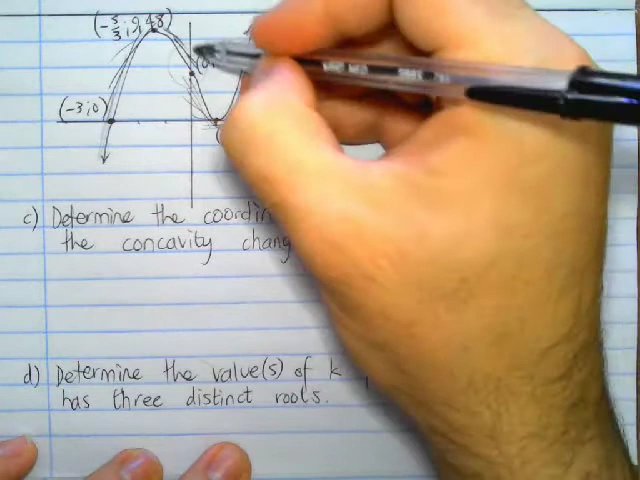 (-5/3 ; 9,48)
(-3;0)
c) Determine the coordin
the concavity chang
d) Determine the value(s) of k
has three distinct roots.